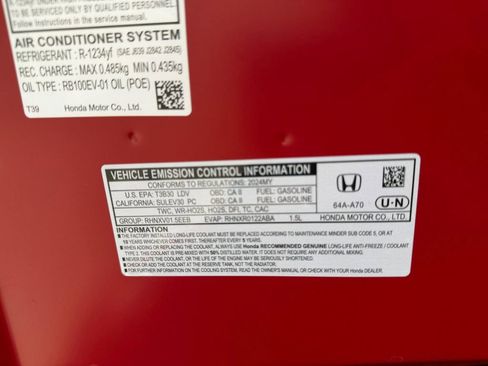 SERVICED ONLY BY QUALIFIED PERSONNEL.
Follow instructions in the service manual.
AIR CONDITIONER SYSTEM
REFRIGERANT : R-1234yf (SAE J639 J2842 J2845)
REC. CHARGE : MAX 0.485kg MIN 0.435kg
OIL TYPE : RB100EV-01 OIL (POE)
T39 Honda Motor Co., Ltd.
VEHICLE EMISSION CONTROL INFORMATION
CONFORMS TO REGULATIONS: 2024MY
U.S. EPA: T3B30 LDV OBD: CA II FUEL: GASOLINE
CALIFORNIA: SULEV30 PC OBD: CA II FUEL: GASOLINE
TWC, WR-HO2S, HO2S, DFI, TC, CAC
GROUP: RHNXV01.5EEB EVAP: RHNXR0122ABA 1.5L
64A-A70 U-N
HONDA MOTOR CO., LTD.
IMPORTANT INFORMATION
■THE FACTORY INSTALLED LONG-LIFE COOLANT MUST BE REPLACED ACCORDING TO MAINTENANCE MINDER SUB CODE 5, OR AT
10 YEARS WHICHEVER COMES FIRST, THEREAFTER EVERY 5 YEARS.
■WHEN ADDING OR REPLACING THE COOLANT, ALWAYS USE Honda RECOMMENDED GENUINE LONG-LIFE ANTI-FREEZE / COOLANT
TYPE 2, THIS COOLANT IS PRE-MIXED WITH 50% DISTILLED WATER. IT DOES NOT REQUIRE ANY ADDITIONAL MIXING.
■NEVER DILUTE THE COOLANT, OR THE LIFE OF THE ENGINE MAY BE SERIOUSLY SHORTENED.
■CHECK AND ADD COOLANT AT THE RESERVE TANK, NOT THE RADIATOR.
■FOR FURTHER INFORMATION ON THE COOLING SYSTEM, READ THE OWNER'S MANUAL OR CHECK WITH YOUR Honda DEALER.